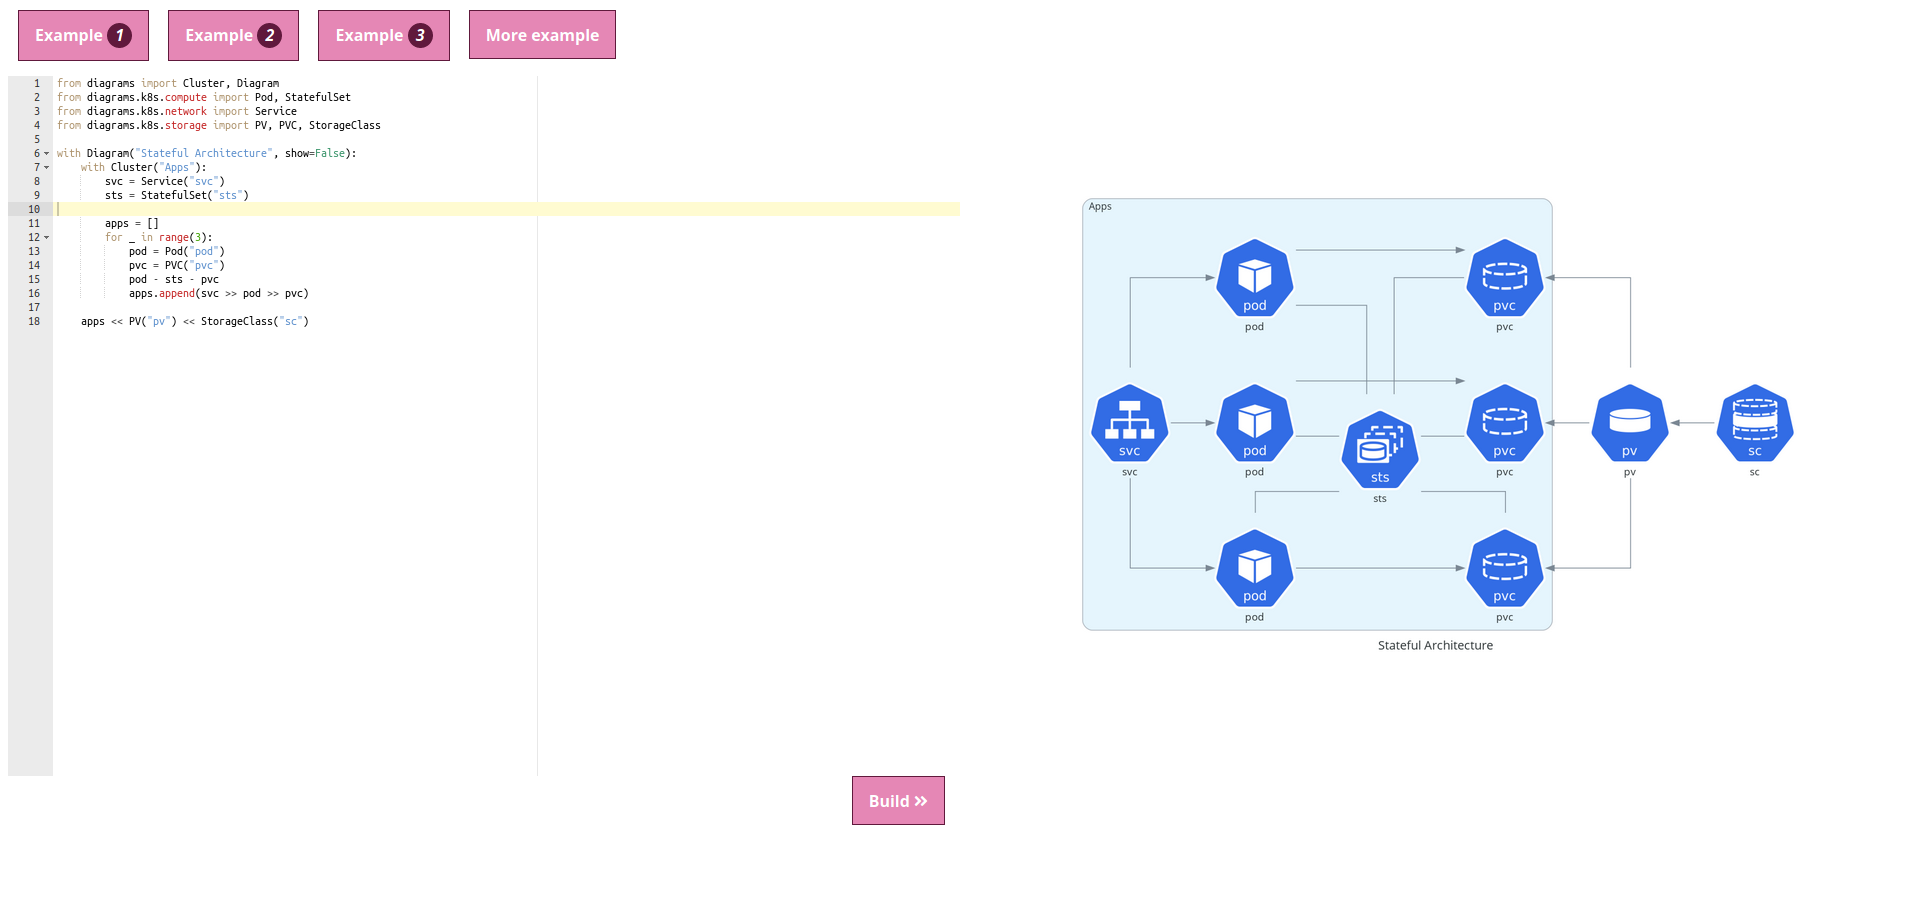 Example 1 Example 2 Example 3 More example
1 from diagrams import Cluster, Diagram
2 from diagrams.k8s.compute import Pod, StatefulSet
3 from diagrams.k8s.network import Service
4 from diagrams.k8s.storage import PV, PVC, StorageClass
5
6 with Diagram("Stateful Architecture", show=False):
7     with Cluster("Apps"):
8         svc = Service("svc")
9         sts = StatefulSet("sts")
10
11         apps = []
12         for _ in range(3):
13             pod = Pod("pod")
14             pvc = PVC("pvc")
15             pod - sts - pvc
16             apps.append(svc >> pod >> pvc)
17
18     apps << PV("pv") << StorageClass("sc")
Build
Apps
pod pvc
pod pvc
svc pod pvc pv sc
svc pod pvc pv sc
sts
sts
pod pvc
pod pvc
Stateful Architecture